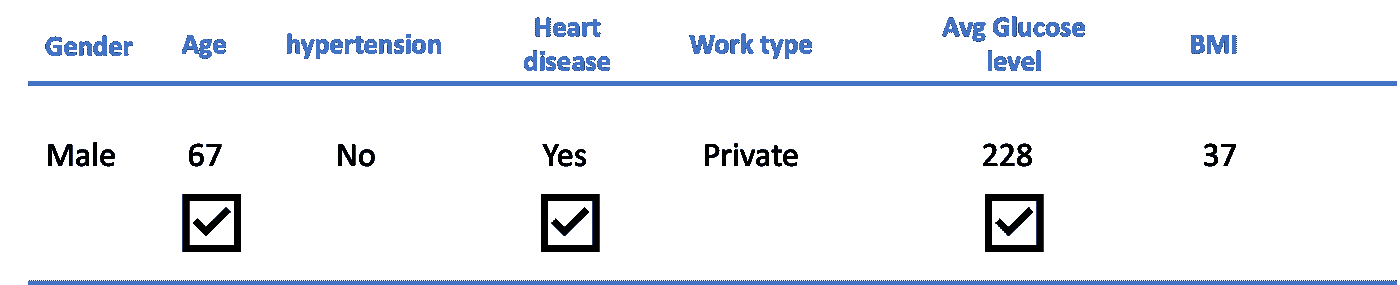 Gender Age hypertension Heart disease Work type Avg Glucose level BMI
Male 67 No Yes Private 228 37